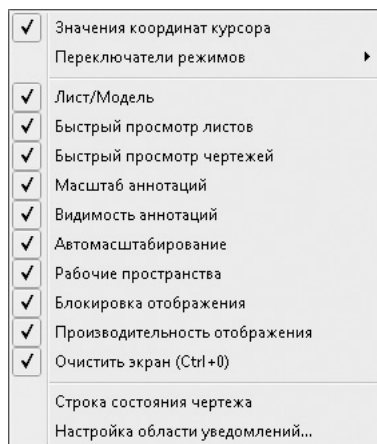 Значения координат курсора
Переключатели режимов
Лист/Модель
Быстрый просмотр листов
Быстрый просмотр чертежей
Масштаб аннотаций
Видимость аннотаций
Автомасштабирование
Рабочие пространства
Блокировка отображения
Производительность отображения
Очистить экран (Ctrl+0)
Строка состояния чертежа
Настройка области уведомлений...